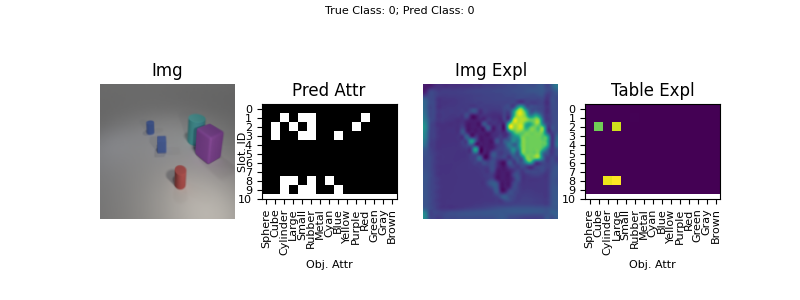 True Class: 0; Pred Class: 0
Img
Pred Attr
Img Expl
Table Expl
Slot. ID
0
1
2
3
4
5
6
7
8
9
10
Sphere
Cube
Cylinder
Large
Small
Rubber
Metal
Cyan
Blue
Yellow
Purple
Red
Green
Gray
Brown
Obj. Attr
0
1
2
3
4
5
6
7
8
9
10
Sphere
Cube
Cylinder
Large
Small
Rubber
Metal
Cyan
Blue
Yellow
Purple
Red
Green
Gray
Brown
Obj. Attr